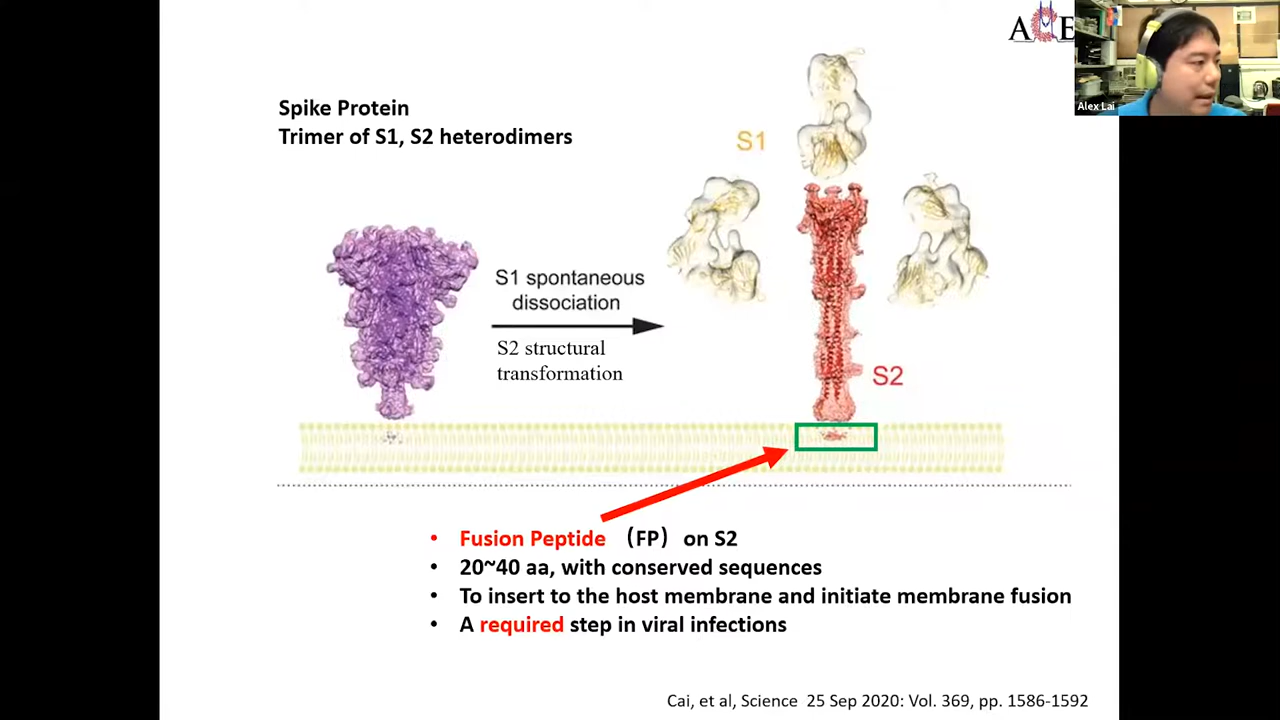 ACE
Alex Lai
Spike Protein
Trimer of S1, S2 heterodimers
S1
S1 spontaneous
dissociation
S2 structural
transformation
S2
• Fusion Peptide （FP） on S2
• 20~40 aa, with conserved sequences
• To insert to the host membrane and initiate membrane fusion
• A required step in viral infections
Cai, et al, Science 25 Sep 2020: Vol. 369, pp. 1586-1592